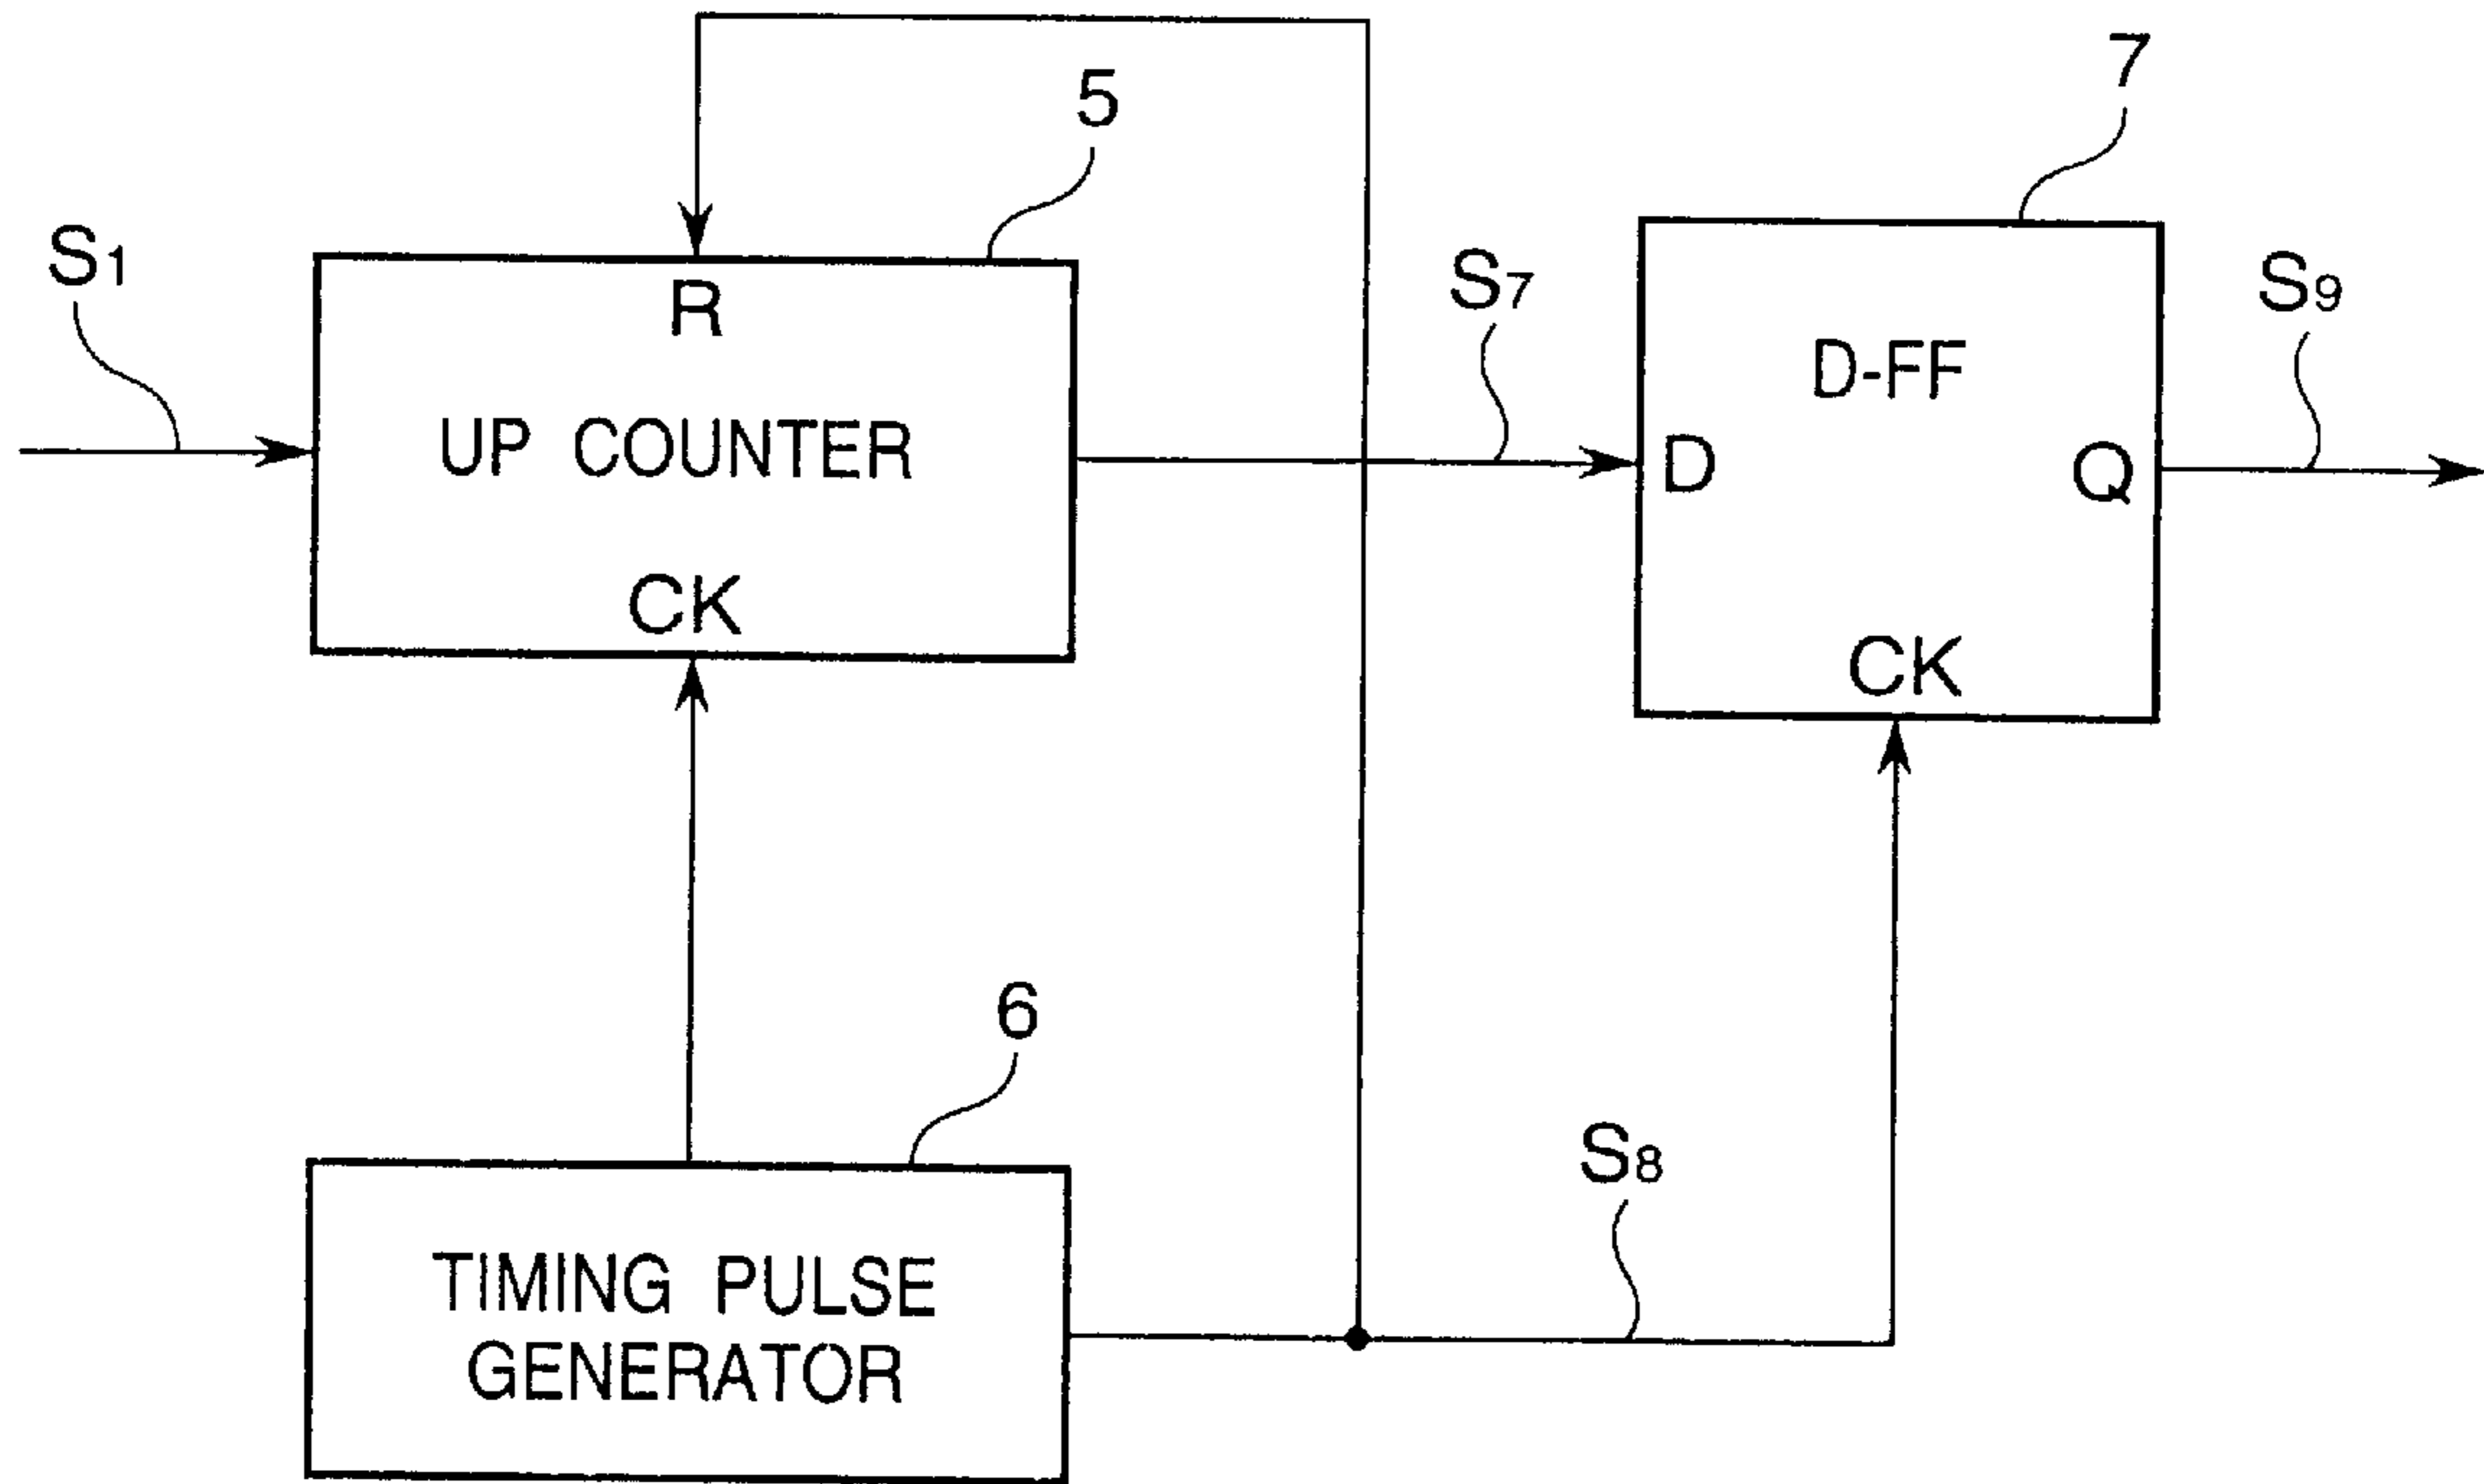 5
7
S1
R
S7
S9
D-FF
UP COUNTER
D
Q
CK
CK
6
S8
TIMING PULSE
GENERATOR